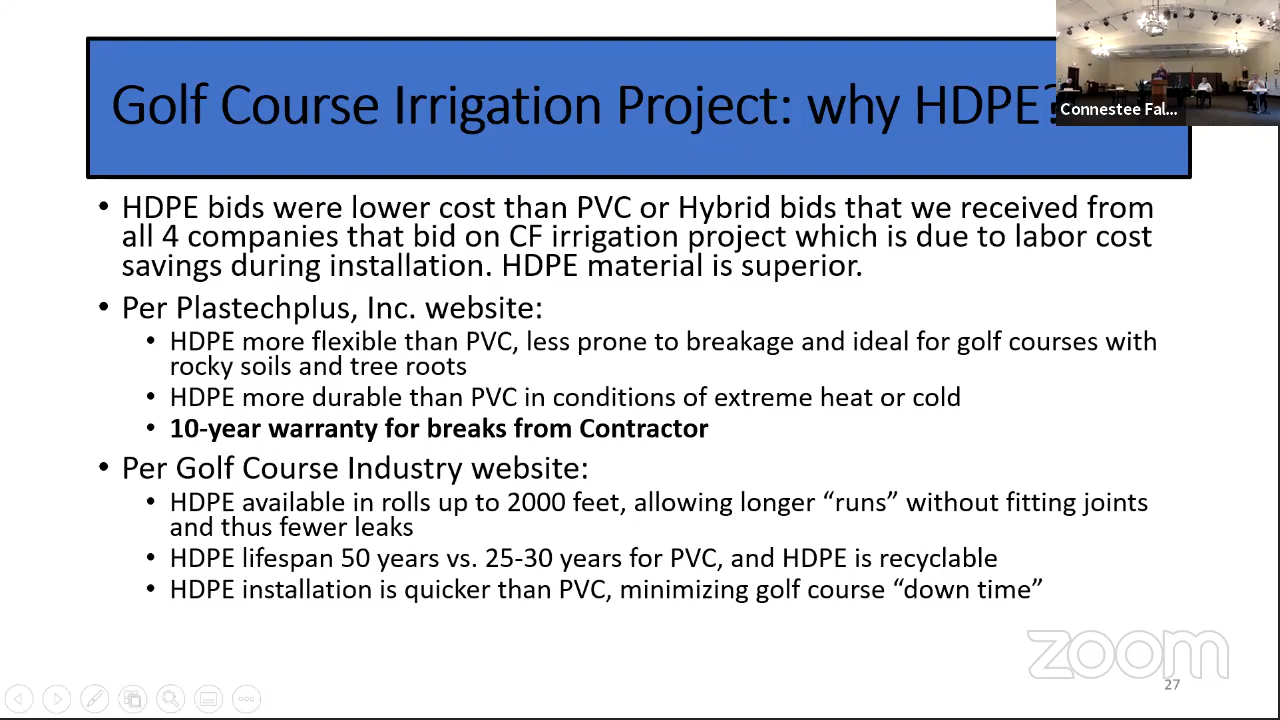 Golf Course Irrigation Project: why HDPE?
Connestee Fal...
• HDPE bids were lower cost than PVC or Hybrid bids that we received from
all 4 companies that bid on CF irrigation project which is due to labor cost
savings during installation. HDPE material is superior.
• Per Plastechplus, Inc. website:
• HDPE more flexible than PVC, less prone to breakage and ideal for golf courses with
rocky soils and tree roots
• HDPE more durable than PVC in conditions of extreme heat or cold
• 10-year warranty for breaks from Contractor
• Per Golf Course Industry website:
• HDPE available in rolls up to 2000 feet, allowing longer “runs” without fitting joints
and thus fewer leaks
• HDPE lifespan 50 years vs. 25-30 years for PVC, and HDPE is recyclable
• HDPE installation is quicker than PVC, minimizing golf course “down time”
zoom
27